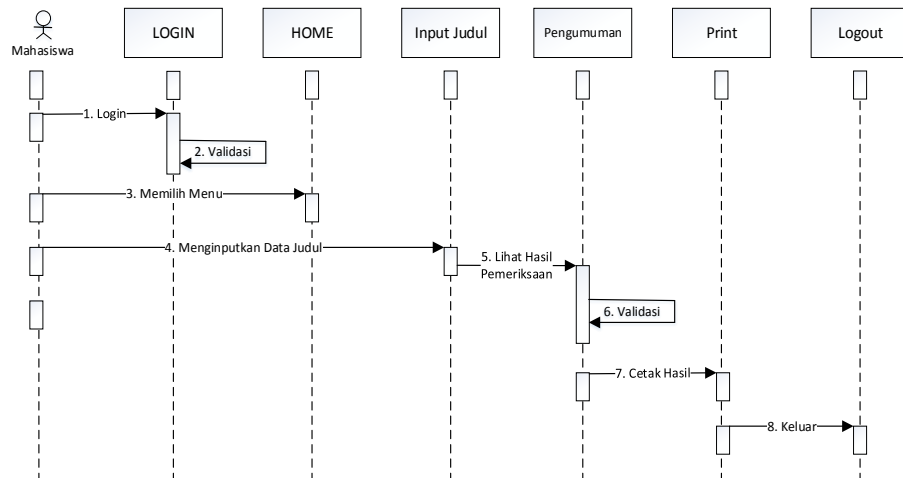 Mahasiswa
LOGIN
HOME
Input Judul
Pengumuman
Print
Logout
1. Login
2. Validasi
3. Memilih Menu
4. Menginputkan Data Judul
5. Lihat Hasil
Pemeriksaan
6. Validasi
7. Cetak Hasil
8. Keluar